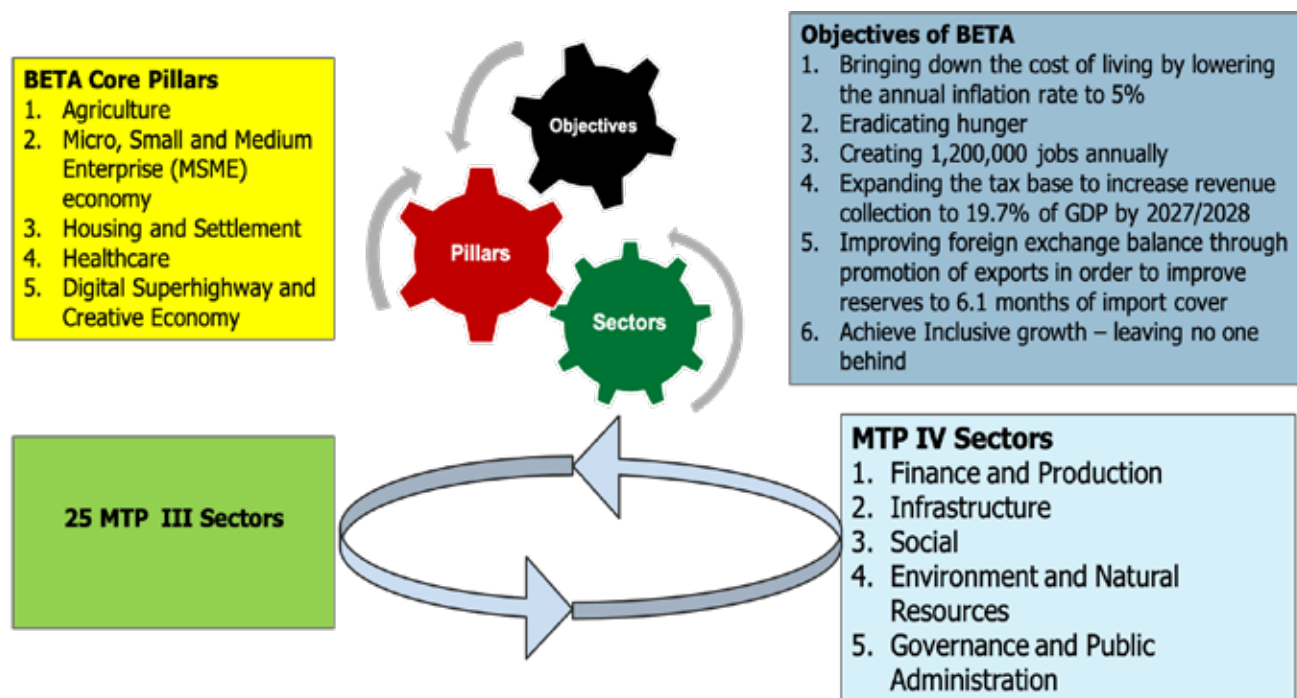 BETA Core Pillars
1. Agriculture
2. Micro, Small and Medium
Enterprise (MSME)
economy
3. Housing and Settlement
4. Healthcare
5. Digital Superhighway and
Creative Economy
Objectives
Pillars
Sectors
Objectives of BETA
1. Bringing down the cost of living by lowering
the annual inflation rate to 5%
2. Eradicating hunger
3. Creating 1,200,000 jobs annually
4. Expanding the tax base to increase revenue
collection to 19.7% of GDP by 2027/2028
5. Improving foreign exchange balance through
promotion of exports in order to improve
reserves to 6.1 months of import cover
6. Achieve Inclusive growth – leaving no one
behind
25 MTP III Sectors
MTP IV Sectors
1. Finance and Production
2. Infrastructure
3. Social
4. Environment and Natural
Resources
5. Governance and Public
Administration